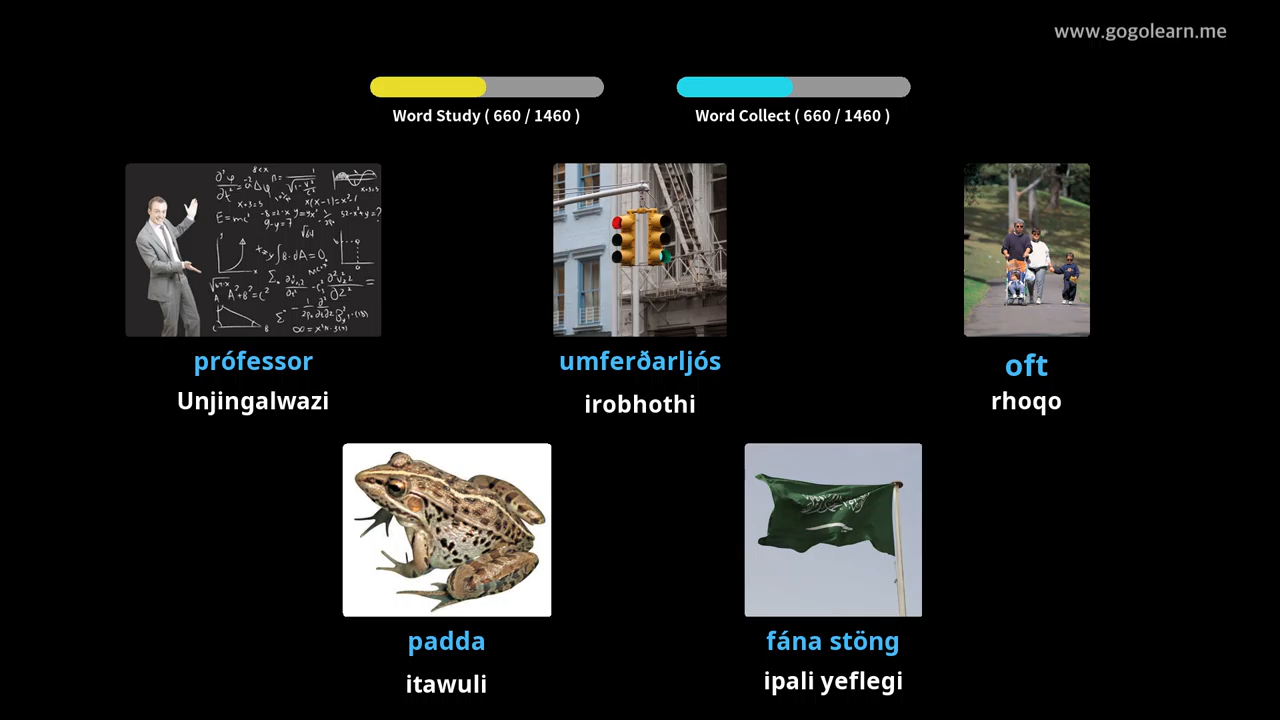 www.gogolearn.me
Word Study ( 660 / 1460 )
Word Collect ( 660 / 1460 )
prófessor
Unjingalwazi
umferðarljós
irobhothi
oft
rhoqo
padda
itawuli
fána stöng
ipali yeflegi